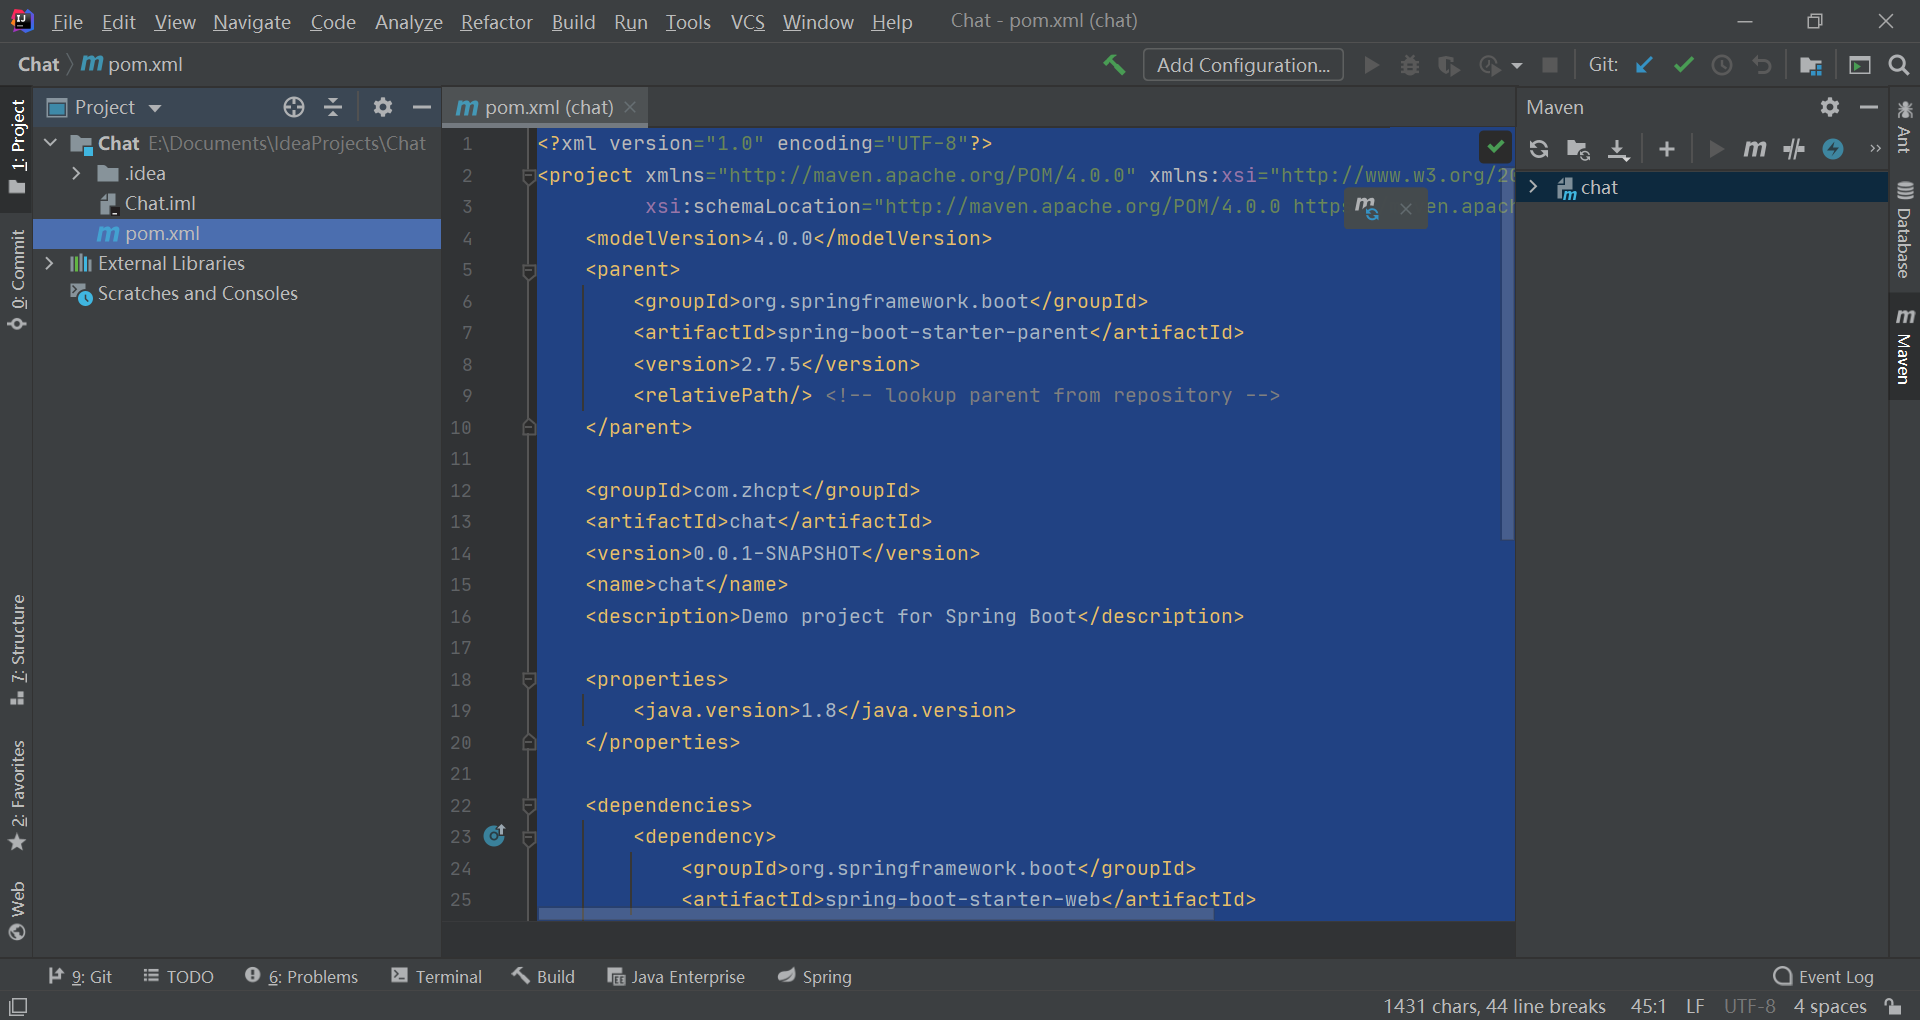 File Edit View Navigate Code Analyze Refactor Build Run Tools VCS Window Help Chat - pom.xml (chat)
Chat pom.xml Add Configuration... Git:
1: Project
0: Commit
7: Structure
2: Favorites
Web
Project
Chat E:\Documents\IdeaProjects\Chat
.idea
Chat.iml
pom.xml
External Libraries
Scratches and Consoles
pom.xml (chat)
1 <?xml version="1.0" encoding="UTF-8"?>
2 <project xmlns="http://maven.apache.org/POM/4.0.0" xmlns:xsi="http://www.w3.org/20
3 xsi:schemaLocation="http://maven.apache.org/POM/4.0.0 http en.apac
4 <modelVersion>4.0.0</modelVersion>
5 <parent>
6 <groupId>org.springframework.boot</groupId>
7 <artifactId>spring-boot-starter-parent</artifactId>
8 <version>2.7.5</version>
9 <relativePath/> <!-- lookup parent from repository -->
10 </parent>
11
12 <groupId>com.zhcpt</groupId>
13 <artifactId>chat</artifactId>
14 <version>0.0.1-SNAPSHOT</version>
15 <name>chat</name>
16 <description>Demo project for Spring Boot</description>
17
18 <properties>
19 <java.version>1.8</java.version>
20 </properties>
21
22 <dependencies>
23 <dependency>
24 <groupId>org.springframework.boot</groupId>
25 <artifactId>spring-boot-starter-web</artifactId>
Maven
chat
Ant
Database
Maven
9: Git TODO 6: Problems Terminal Build Java Enterprise Spring Event Log
1431 chars, 44 line breaks 45:1 LF UTF-8 4 spaces